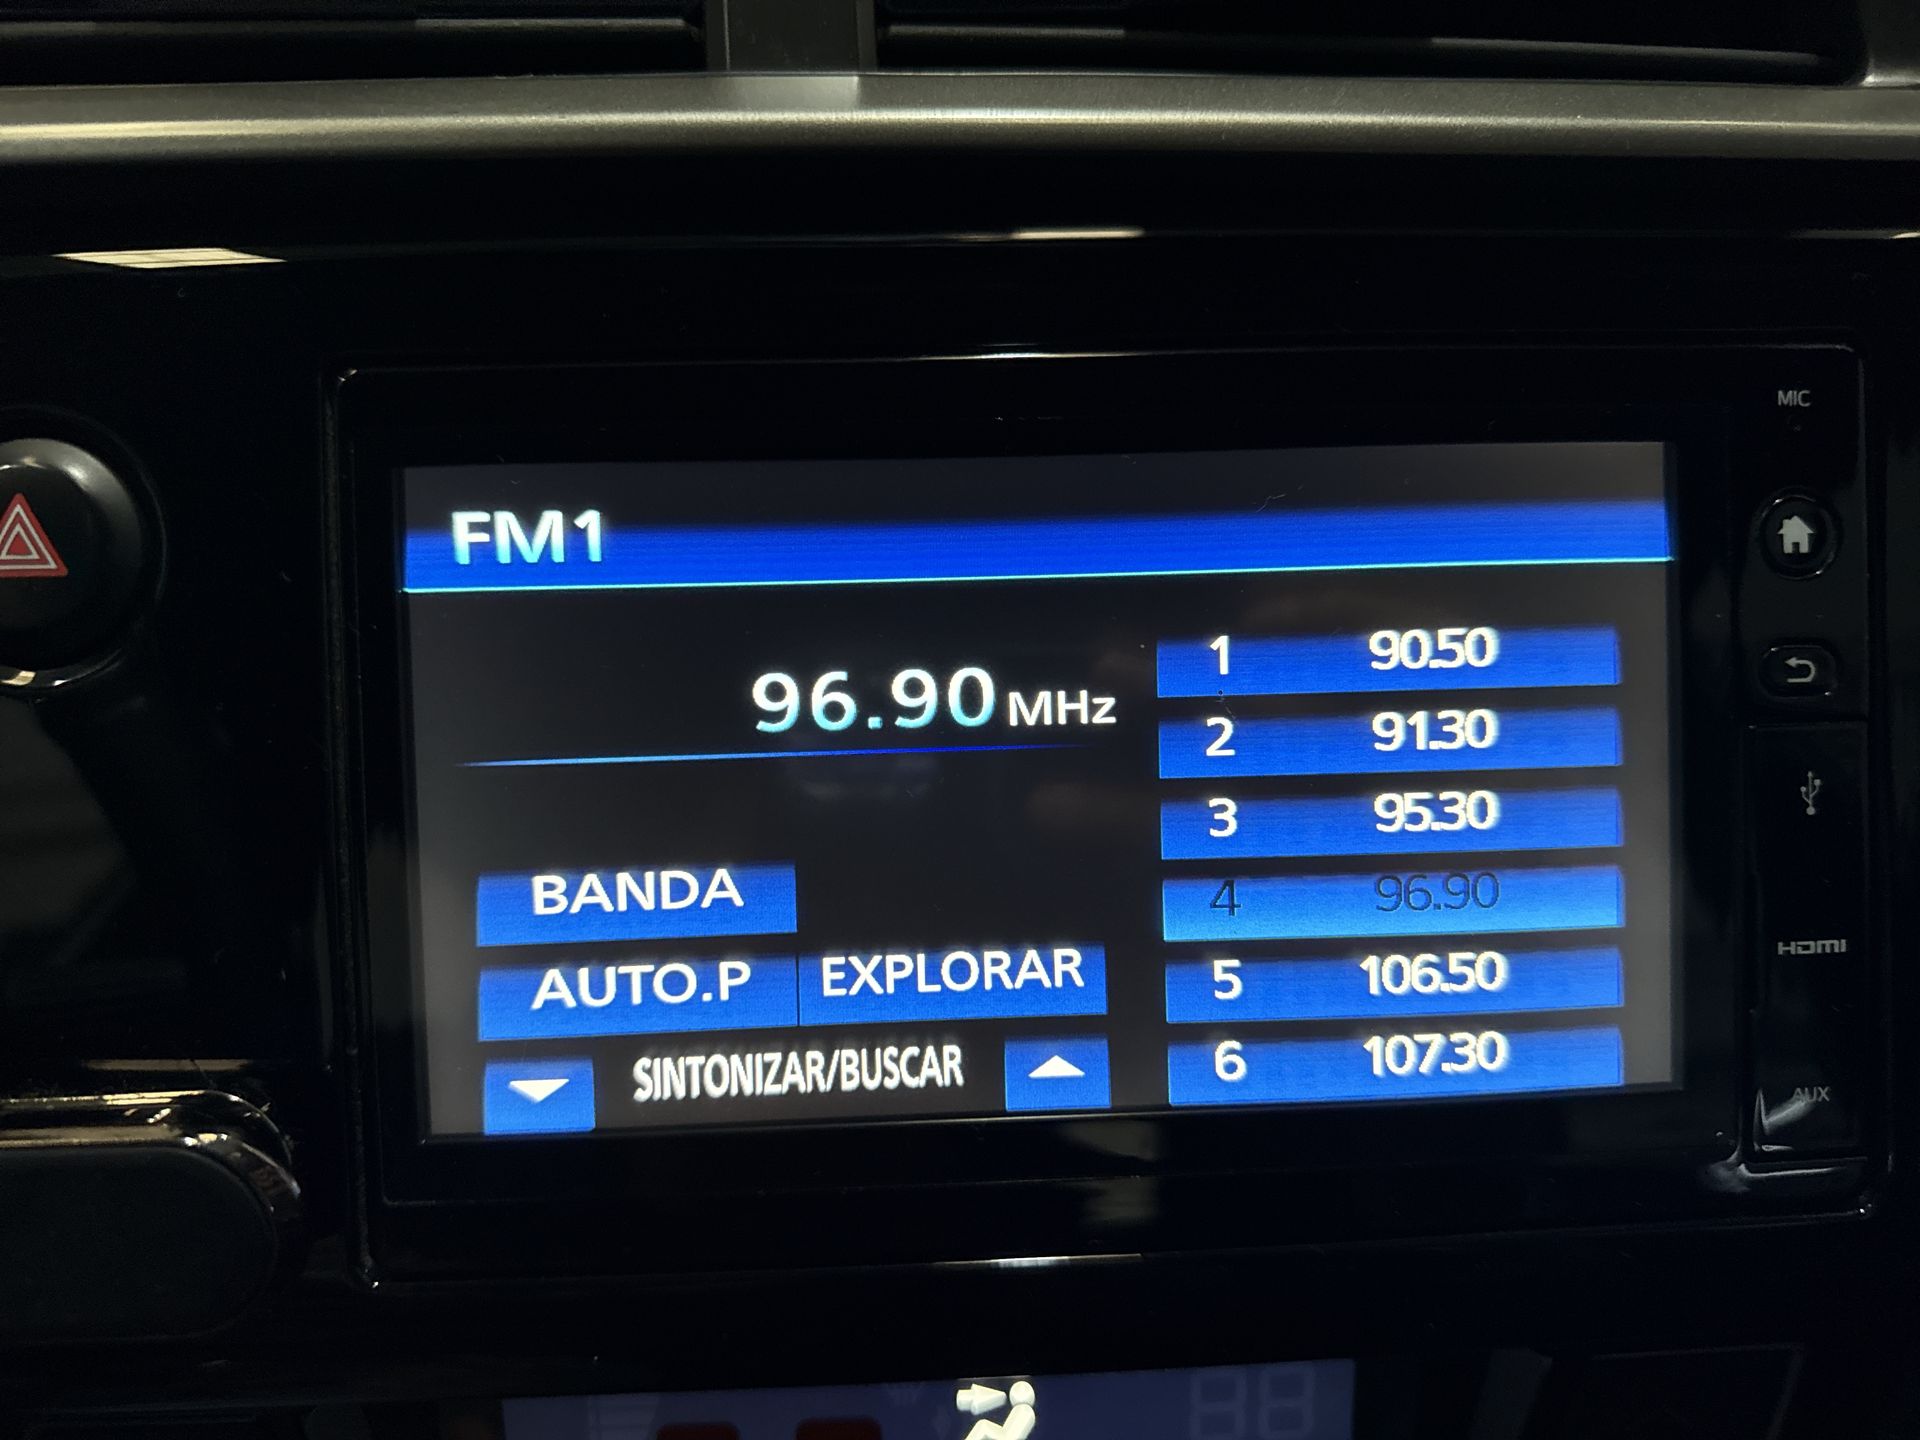 MIC
FM1
96.90 MHz
1 90.50
2 91.30
3 95.30
4 96.90
5 106.50
6 107.30
BANDA
AUTO.P EXPLORAR
SINTONIZAR/BUSCAR
HDMI
AUX